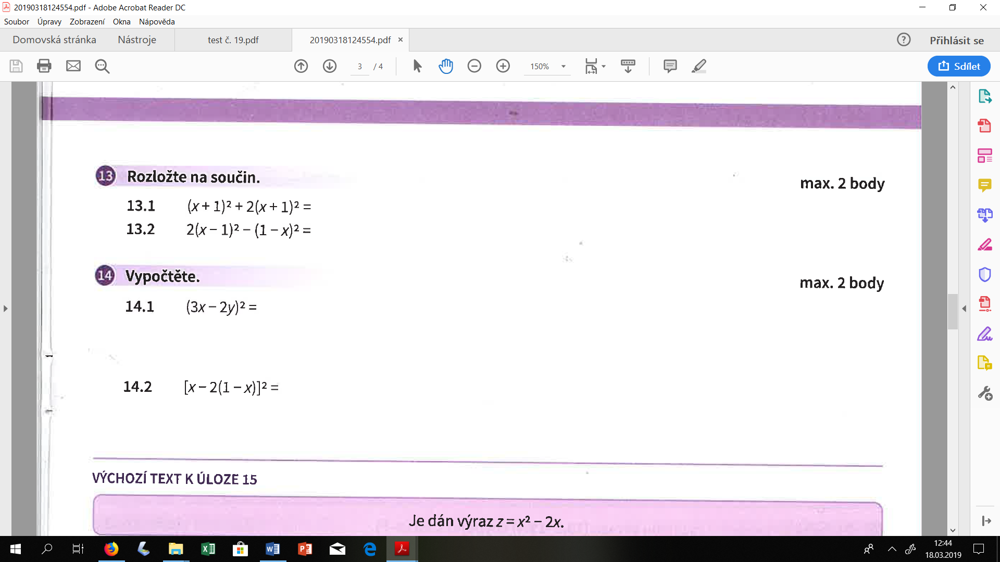 20190318124554.pdf - Adobe Acrobat Reader DC
Soubor Úpravy Zobrazení Okna Nápověda
Domovská stránka Nástroje test č. 19.pdf 20190318124554.pdf × Přihlásit se
3 / 4 150% Sdílet
13 Rozložte na součin. max. 2 body
13.1 (x + 1)² + 2(x + 1)² =
13.2 2(x − 1)² − (1 − x)² =
14 Vypočtěte. max. 2 body
14.1 (3x − 2y)² =
14.2 [x − 2(1 − x)]² =
VÝCHOZÍ TEXT K ÚLOZE 15
Je dán výraz z = x² − 2x.
12:44
18.03.2019